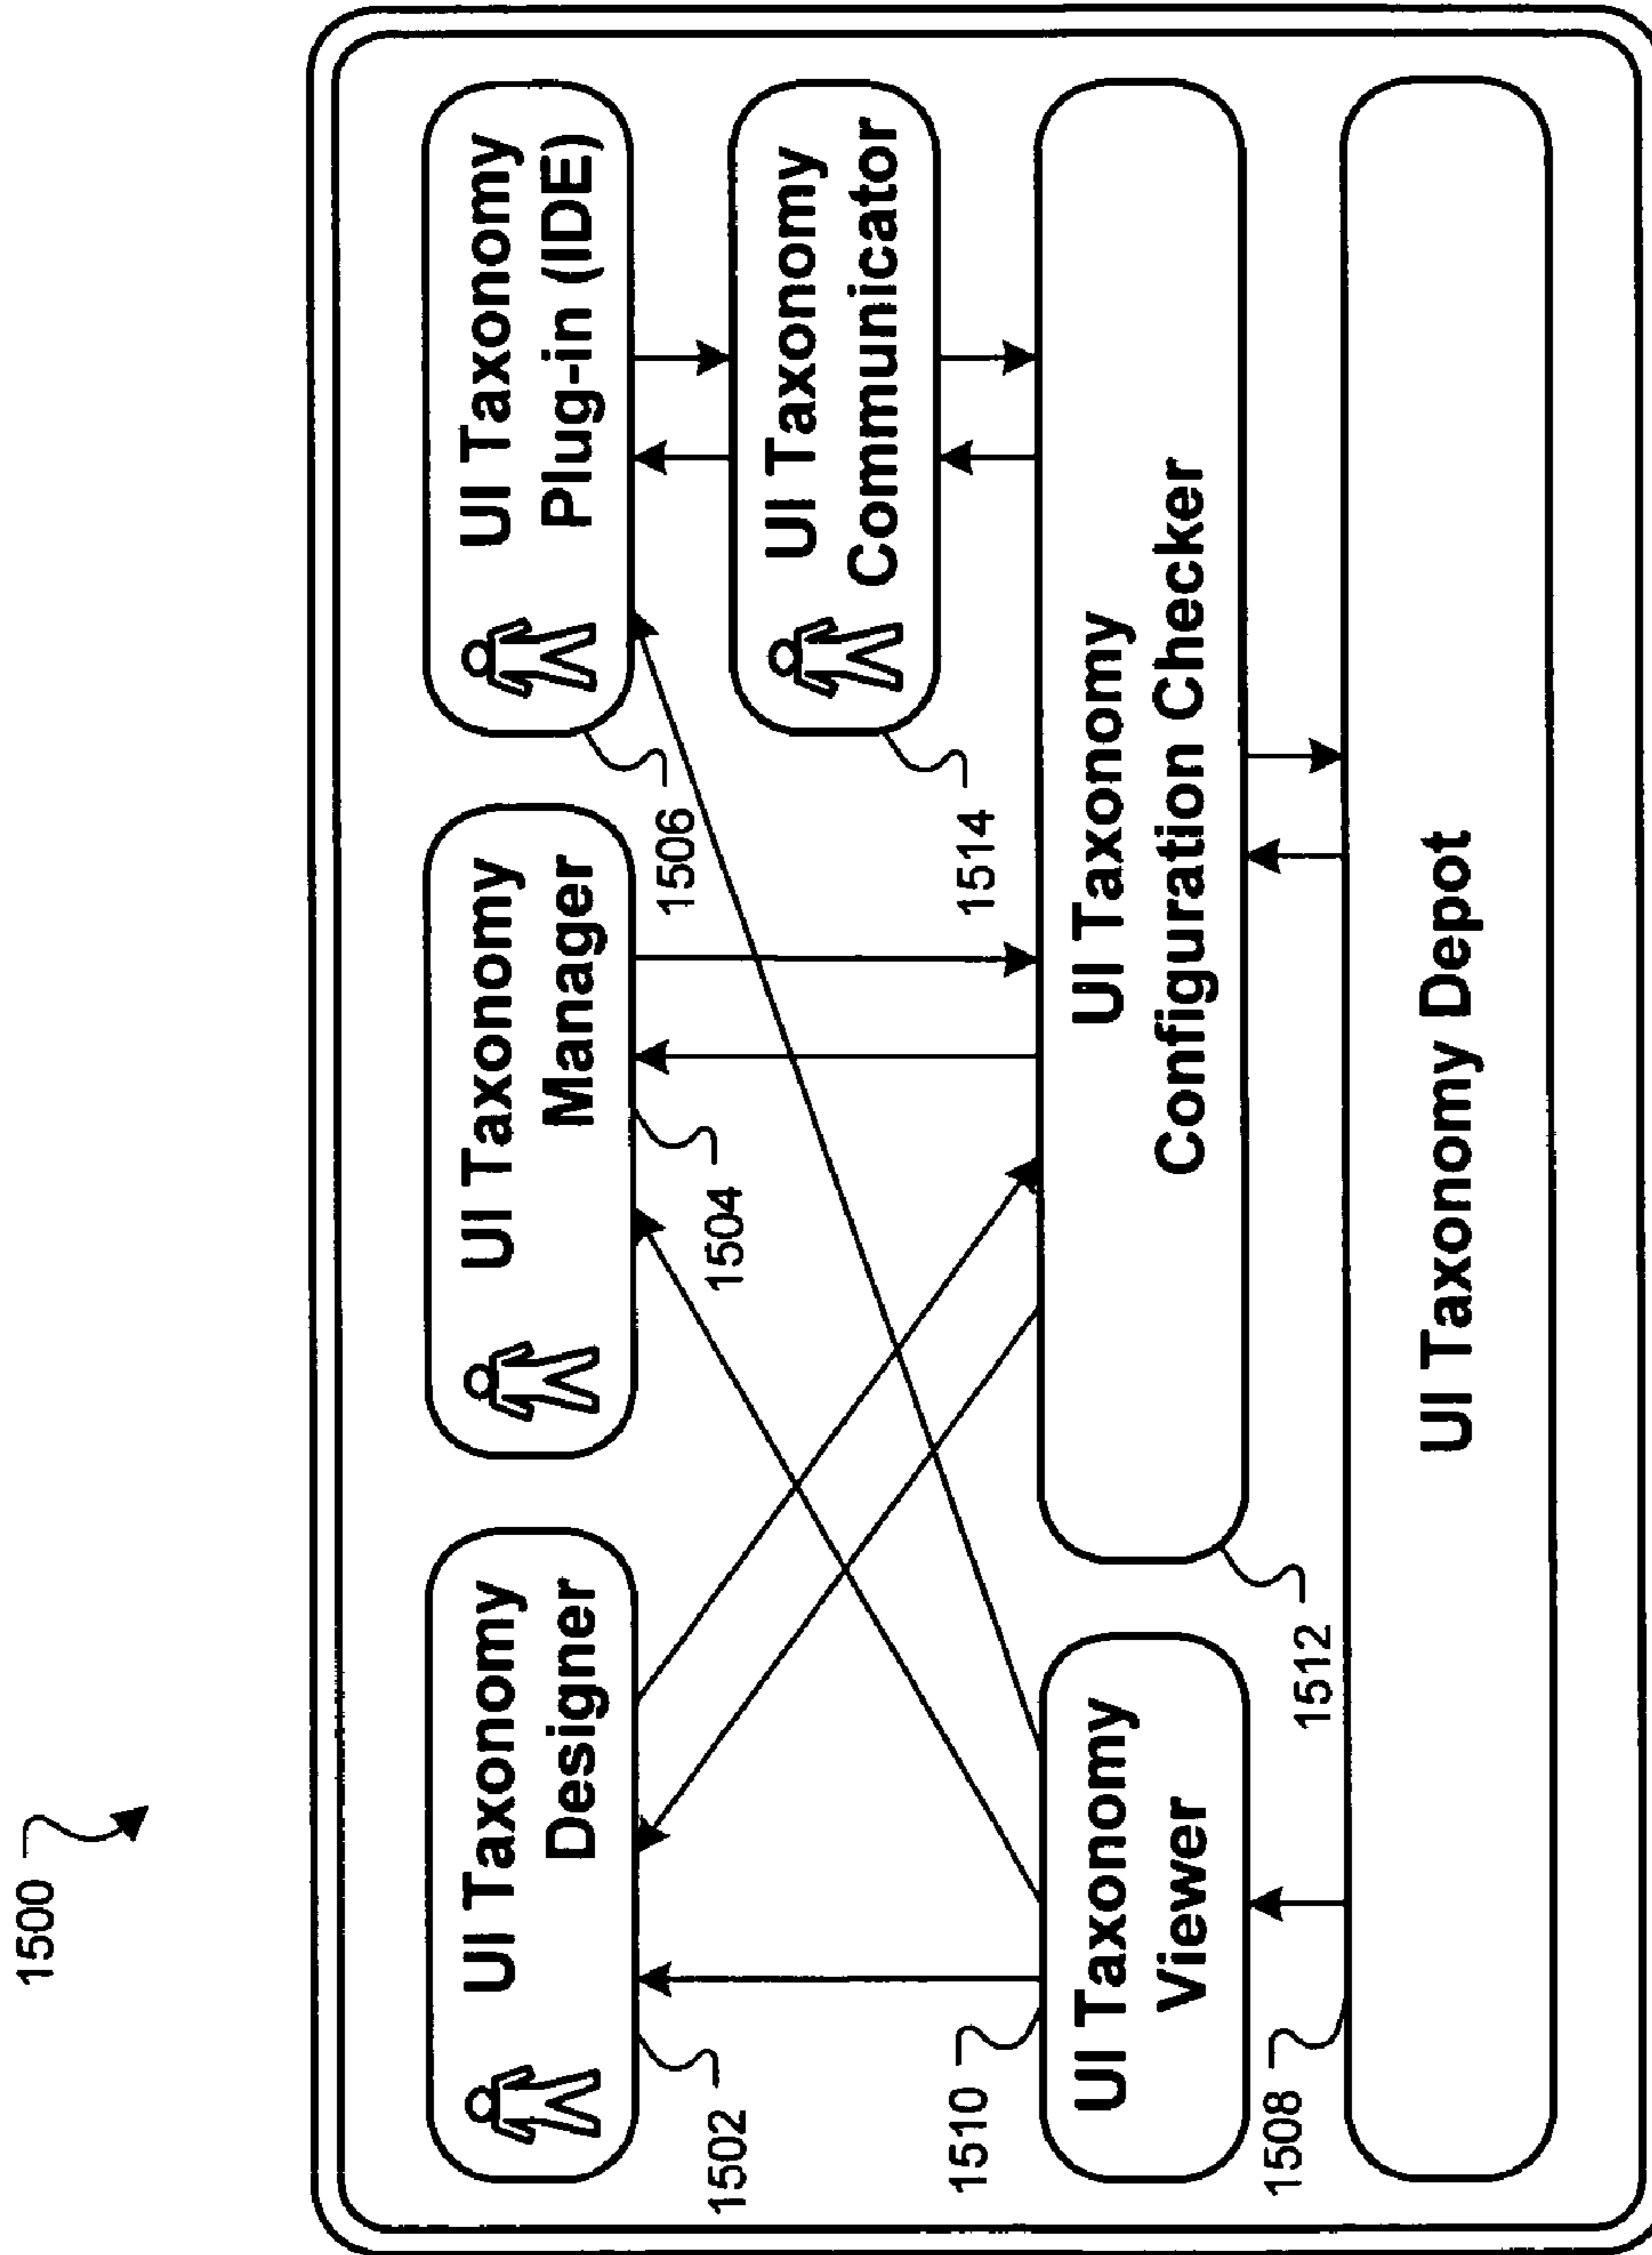 1500
UI Taxonomy
Designer
UI Taxonomy
Manager
UI Taxonomy
Plug-in (IDE)
1502
1504
1506
UI Taxonomy
Communicator
1514
1510
UI Taxonomy
Viewer
UI Taxonomy
Configuration Checker
1508
1512
UI Taxonomy Depot